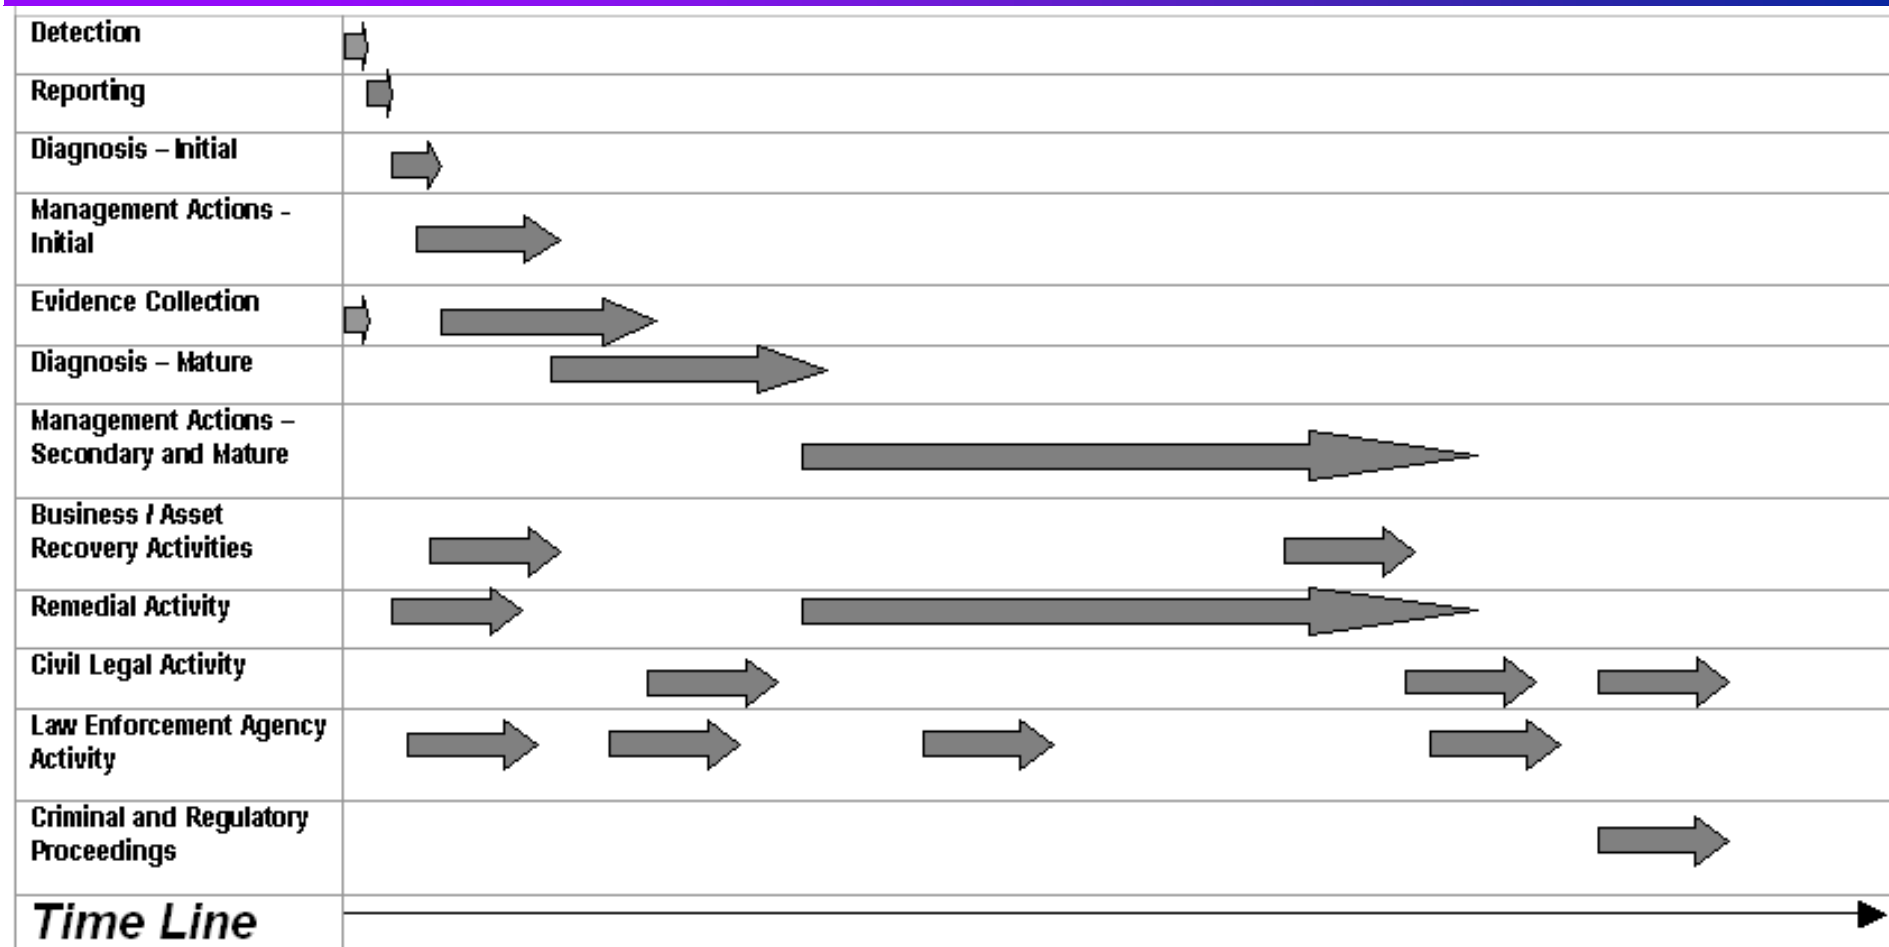 Detection
Reporting
Diagnosis – Initial
Management Actions -
Initial
Evidence Collection
Diagnosis – Mature
Management Actions –
Secondary and Mature
Business / Asset
Recovery Activities
Remedial Activity
Civil Legal Activity
Law Enforcement Agency
Activity
Criminal and Regulatory
Proceedings
Time Line